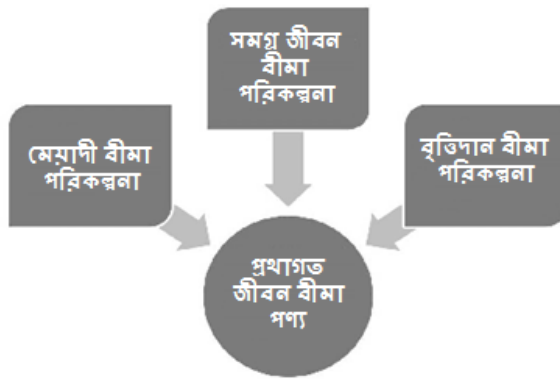 সমগ্র জীবন
বীমা
পরিকল্পনা
মেয়াদী বীমা
পরিকল্পনা
বৃত্তিদান বীমা
পরিকল্পনা
প্রথাগত
জীবন বীমা
পণ্য